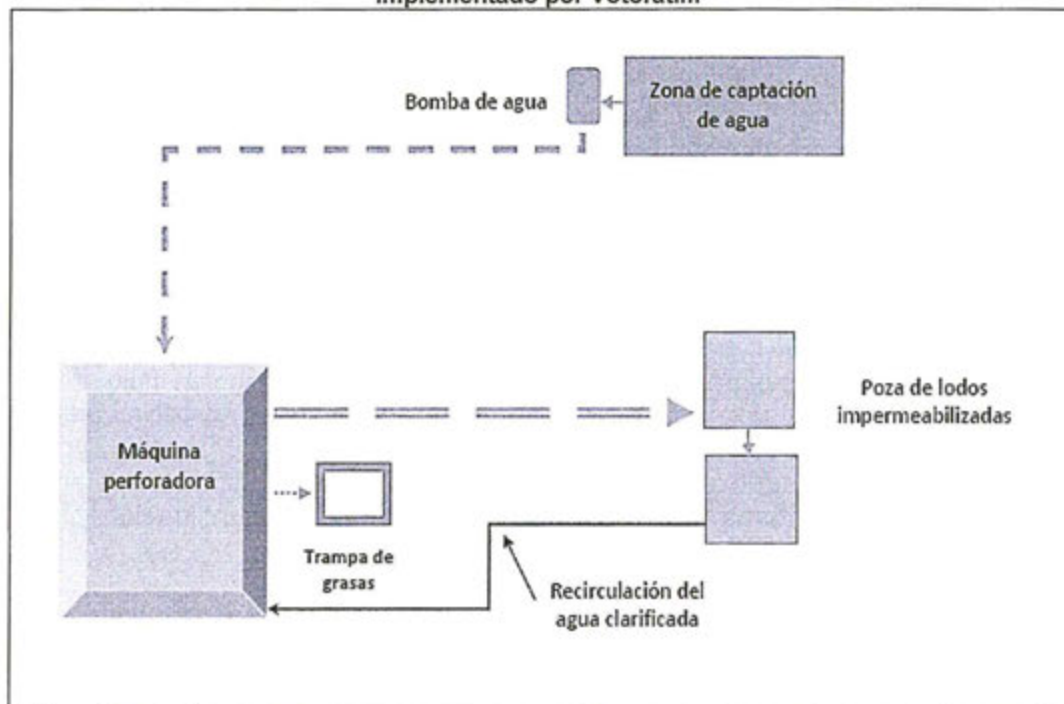 implementado por Votoratim
Bomba de agua
Zona de captación
de agua
Máquina
perforadora
Trampa de
grasas
Poza de lodos
impermeabilizadas
Recirculación del
agua clarificada